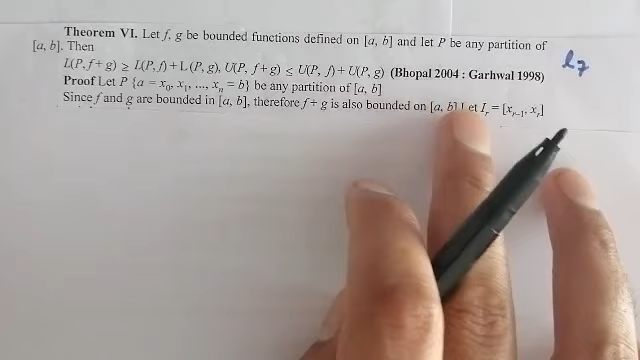 Theorem VI. Let f, g be bounded functions defined on [a, b] and let P be any partition of
[a, b]. Then
L(P, f + g) ≥ L(P, f) + L (P, g), U(P, f + g) ≤ U(P, f) + U(P, g) (Bhopal 2004 : Garhwal 1998)
Proof Let P {a = x₀, x₁, ..., xₙ = b} be any partition of [a, b]
Since f and g are bounded in [a, b], therefore f + g is also bounded on [a, b] Let Iᵣ = [xᵣ₋₁, xᵣ]